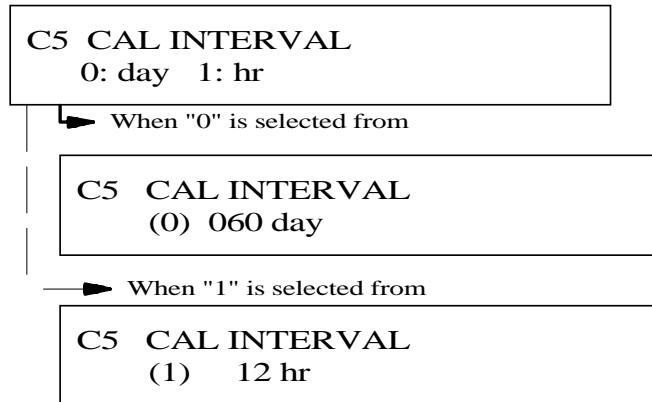 C5 CAL INTERVAL
0: day 1: hr
When "0" is selected from
C5 CAL INTERVAL
(0) 060 day
When "1" is selected from
C5 CAL INTERVAL
(1) 12 hr